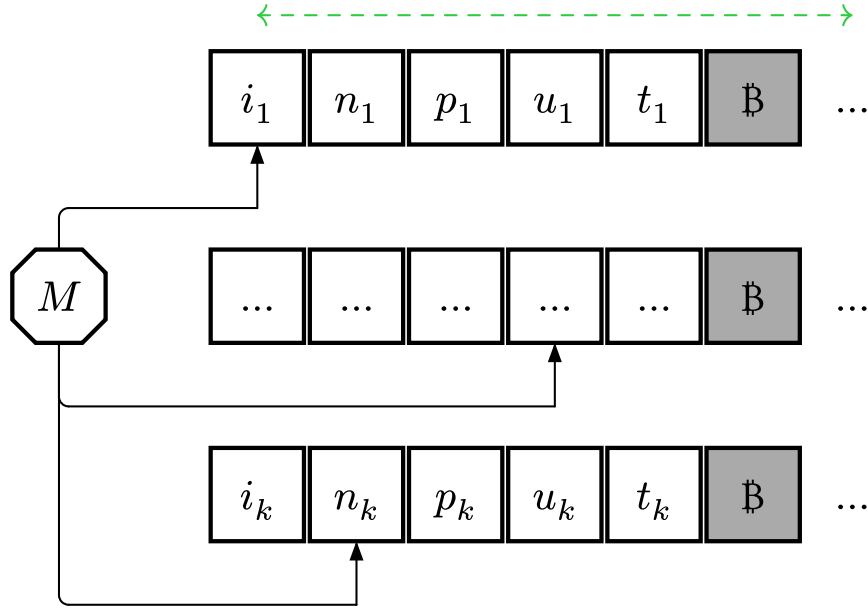 i₁ n₁ p₁ u₁ t₁ ₿ ...
M ... ... ... ... ... ₿ ...
iₖ nₖ pₖ uₖ tₖ ₿ ...